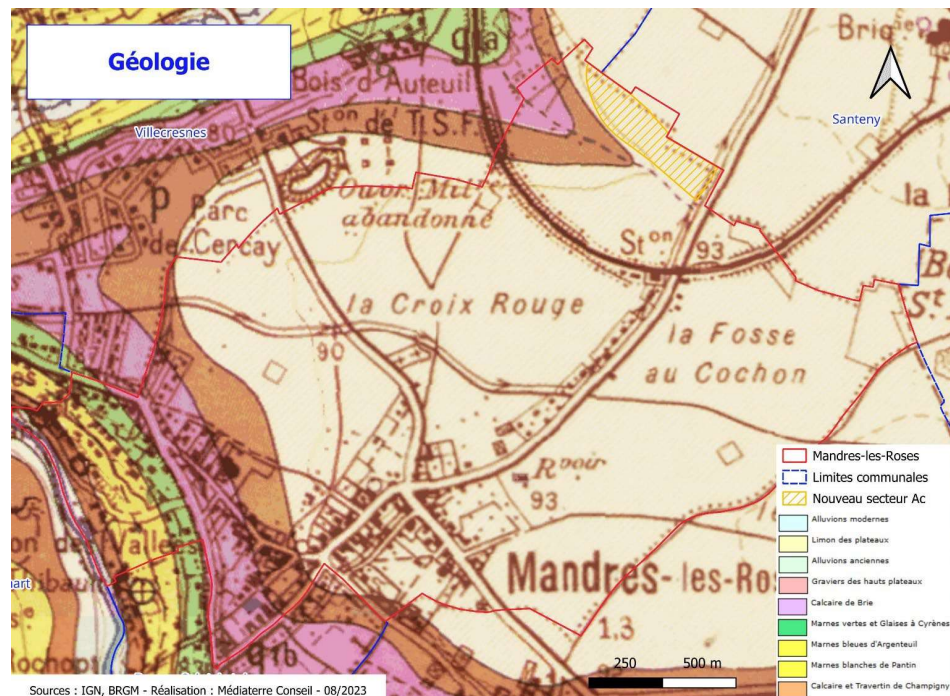 Géologie
g1a
Brie
Bois d'Auteuil
Villecresnes
80
Ston de T.S.F.
Santeny
p
Parc
de Cercay
Ouvr. Mil.
abandonné
la
Ston
93
la Croix Rouge
la Fosse
au Cochon
90
Rvoir
93
Mandres-les-Ros
1,3
g1b
Mandres-les-Roses
Limites communales
Nouveau secteur Ac
Alluvions modernes
Limon des plateaux
Alluvions anciennes
Graviers des hauts plateaux
Calcaire de Brie
Marnes vertes et Glaises à Cyrènes
Marnes bleues d'Argenteuil
Marnes blanches de Pantin
Calcaire et Travertin de Champigny
250 500 m
Sources : IGN, BRGM - Réalisation : Médiaterre Conseil - 08/2023